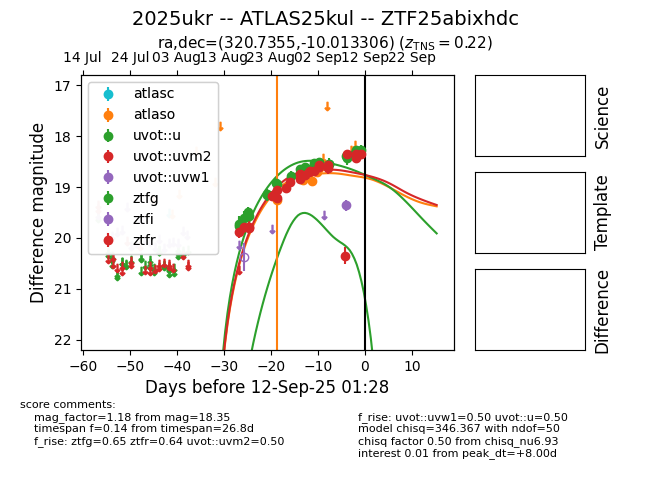 2025ukr -- ATLAS25kul -- ZTF25abixhdc
ra,dec=(320.7355,-10.013306) (zTNS = 0.22)
14 Jul 24 Jul 03 Aug 13 Aug 23 Aug 02 Sep 12 Sep 22 Sep
17
18
19
20
21
22
Difference magnitude
atlasc
atlaso
uvot::u
uvot::uvm2
uvot::uvw1
ztfg
ztfi
ztfr
−60 −50 −40 −30 −20 −10 0 10
Days before 12-Sep-25 01:28
Science
Template
Difference
score comments:
mag_factor=1.18 from mag=18.35
timespan f=0.14 from timespan=26.8d
f_rise: ztfg=0.65 ztfr=0.64 uvot::uvm2=0.50
f_rise: uvot::uvw1=0.50 uvot::u=0.50
model chisq=346.367 with ndof=50
chisq factor 0.50 from chisq_nu6.93
interest 0.01 from peak_dt=+8.00d